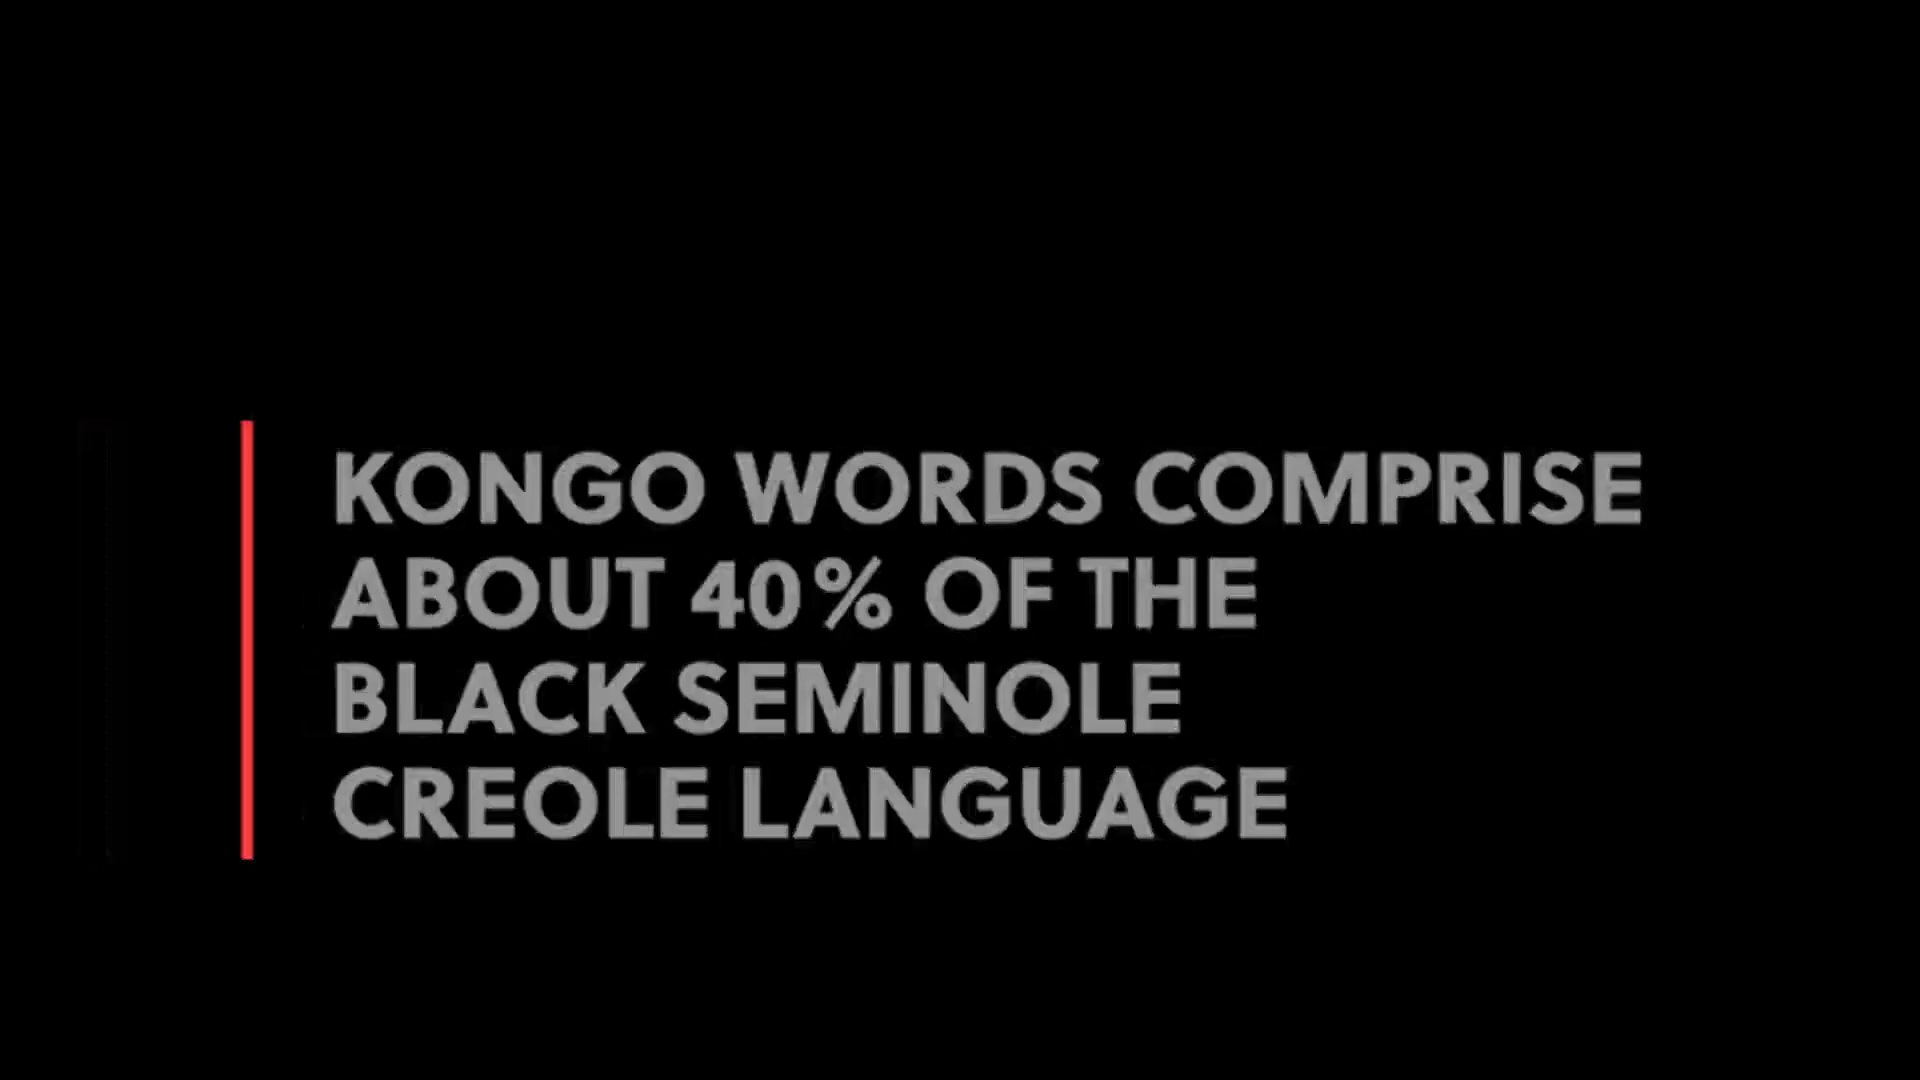 KONGO WORDS COMPRISE
ABOUT 40% OF THE
BLACK SEMINOLE
CREOLE LANGUAGE